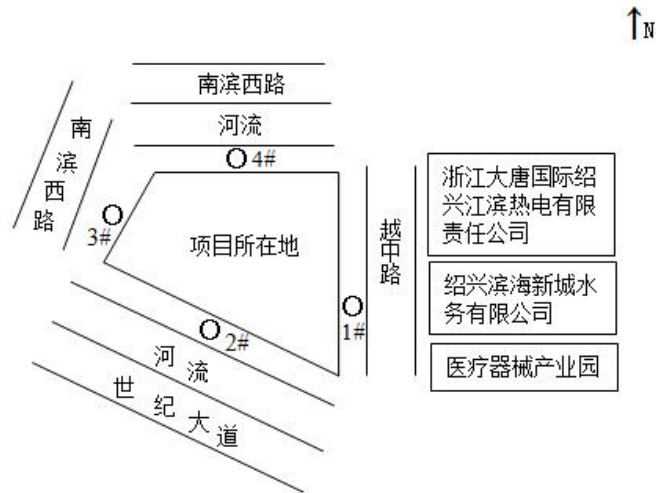 N
南滨西路
河流
4#
南滨西路
3#
项目所在地
越中路
浙江大唐国际绍
兴江滨热电有限
责任公司
绍兴滨海新城水
务有限公司
1#
2#
医疗器械产业园
河流
世纪大道